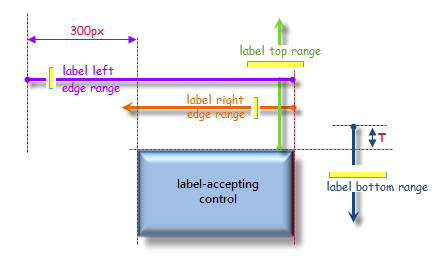 300px
label top range
label left
edge range
label right
edge range
T
label-accepting
control
label bottom range